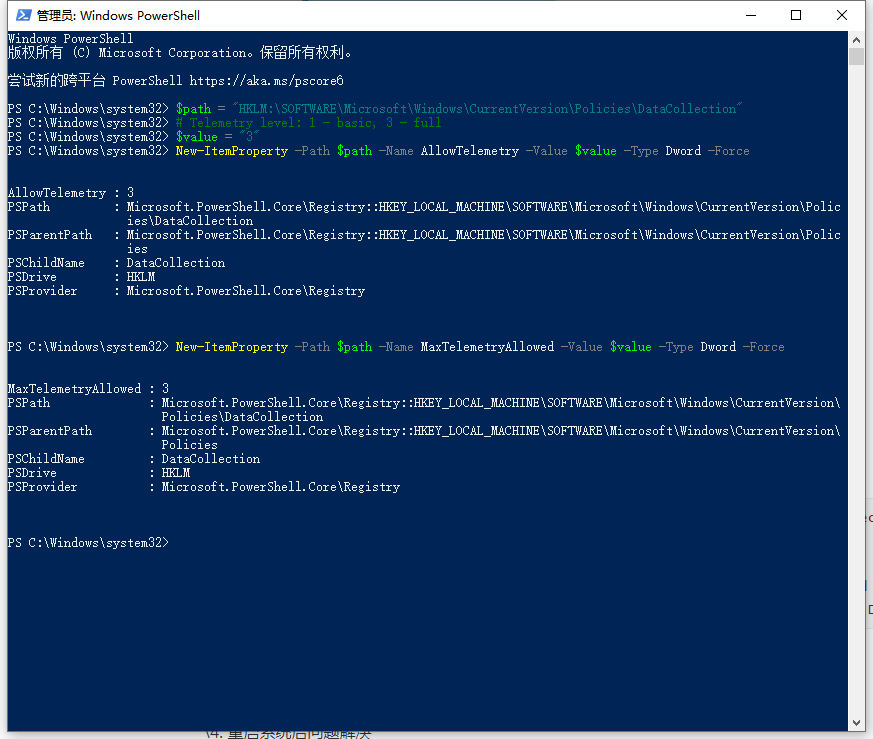 管理员: Windows PowerShell
Windows PowerShell
版权所有 (C) Microsoft Corporation。保留所有权利。
尝试新的跨平台 PowerShell https://aka.ms/pscore6
PS C:\Windows\system32> $path = "HKLM:\SOFTWARE\Microsoft\Windows\CurrentVersion\Policies\DataCollection"
PS C:\Windows\system32> # Telemetry level: 1 - basic, 3 - full
PS C:\Windows\system32> $value = "3"
PS C:\Windows\system32> New-ItemProperty -Path $path -Name AllowTelemetry -Value $value -Type Dword -Force
AllowTelemetry : 3
PSPath : Microsoft.PowerShell.Core\Registry::HKEY_LOCAL_MACHINE\SOFTWARE\Microsoft\Windows\CurrentVersion\Polic
ies\DataCollection
PSParentPath : Microsoft.PowerShell.Core\Registry::HKEY_LOCAL_MACHINE\SOFTWARE\Microsoft\Windows\CurrentVersion\Polic
ies
PSChildName : DataCollection
PSDrive : HKLM
PSProvider : Microsoft.PowerShell.Core\Registry
PS C:\Windows\system32> New-ItemProperty -Path $path -Name MaxTelemetryAllowed -Value $value -Type Dword -Force
MaxTelemetryAllowed : 3
PSPath : Microsoft.PowerShell.Core\Registry::HKEY_LOCAL_MACHINE\SOFTWARE\Microsoft\Windows\CurrentVersion\
Policies\DataCollection
PSParentPath : Microsoft.PowerShell.Core\Registry::HKEY_LOCAL_MACHINE\SOFTWARE\Microsoft\Windows\CurrentVersion\
Policies
PSChildName : DataCollection
PSDrive : HKLM
PSProvider : Microsoft.PowerShell.Core\Registry
PS C:\Windows\system32>
\4. 重启系统后问题解决